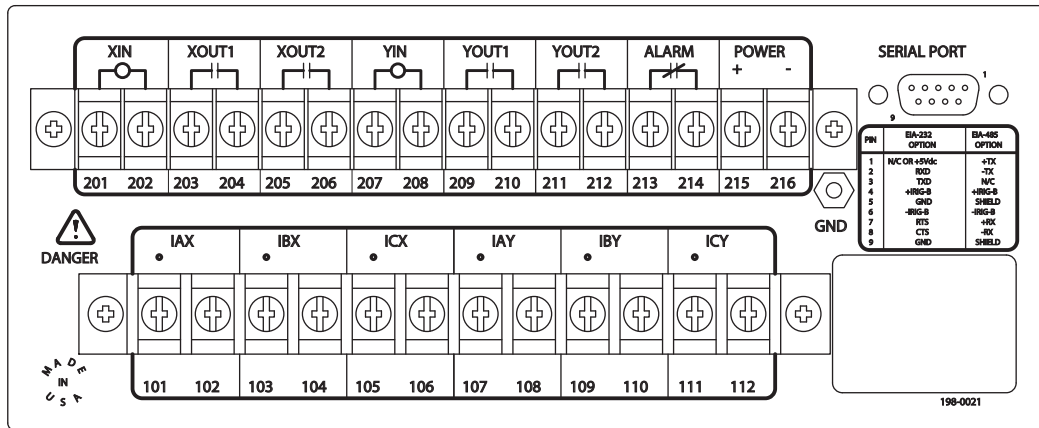 XIN XOUT1 XOUT2 YIN YOUT1 YOUT2 ALARM POWER
+ -
201 202 203 204 205 206 207 208 209 210 211 212 213 214 215 216
SERIAL PORT
1
9
PIN EIA-232 OPTION EIA-485 OPTION
1 N/C OR +5Vdc +TX
2 RXD -TX
3 TXD N/C
4 +IRIG-B +IRIG-B
5 GND SHIELD
6 -IRIG-B -IRIG-B
7 RTS +RX
8 CTS -RX
9 GND SHIELD
GND
DANGER
IAX IBX ICX IAY IBY ICY
101 102 103 104 105 106 107 108 109 110 111 112
MADE
IN
USA
198-0021